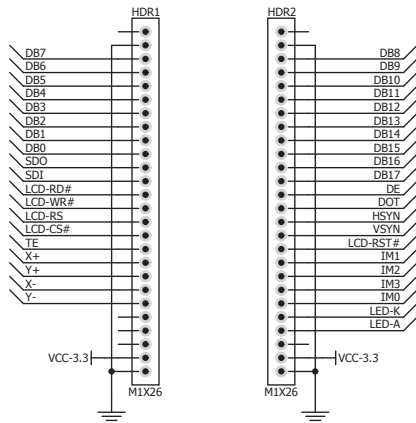 HDR1
DB7
DB6
DB5
DB4
DB3
DB2
DB1
DB0
SDO
SDI
LCD-RD#
LCD-WR#
LCD-RS
LCD-CS#
TE
X+
Y+
X-
Y-
VCC-3.3
M1X26
HDR2
DB8
DB9
DB10
DB11
DB12
DB13
DB14
DB15
DB16
DB17
DE
DOT
HSYN
VSYN
LCD-RST#
IM1
IM2
IM3
IM0
LED-K
LED-A
VCC-3.3
M1X26